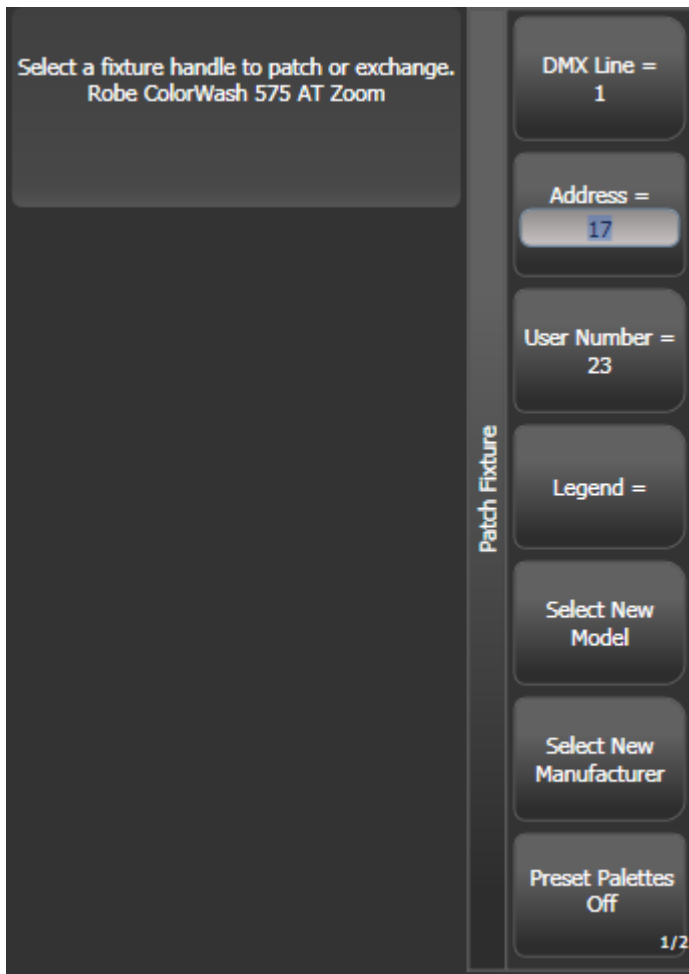 Select a fixture handle to patch or exchange.
Robe ColorWash 575 AT Zoom
Patch Fixture
DMX Line =
1
Address =
17
User Number =
23
Legend =
Select New
Model
Select New
Manufacturer
Preset Palettes
Off
1/2